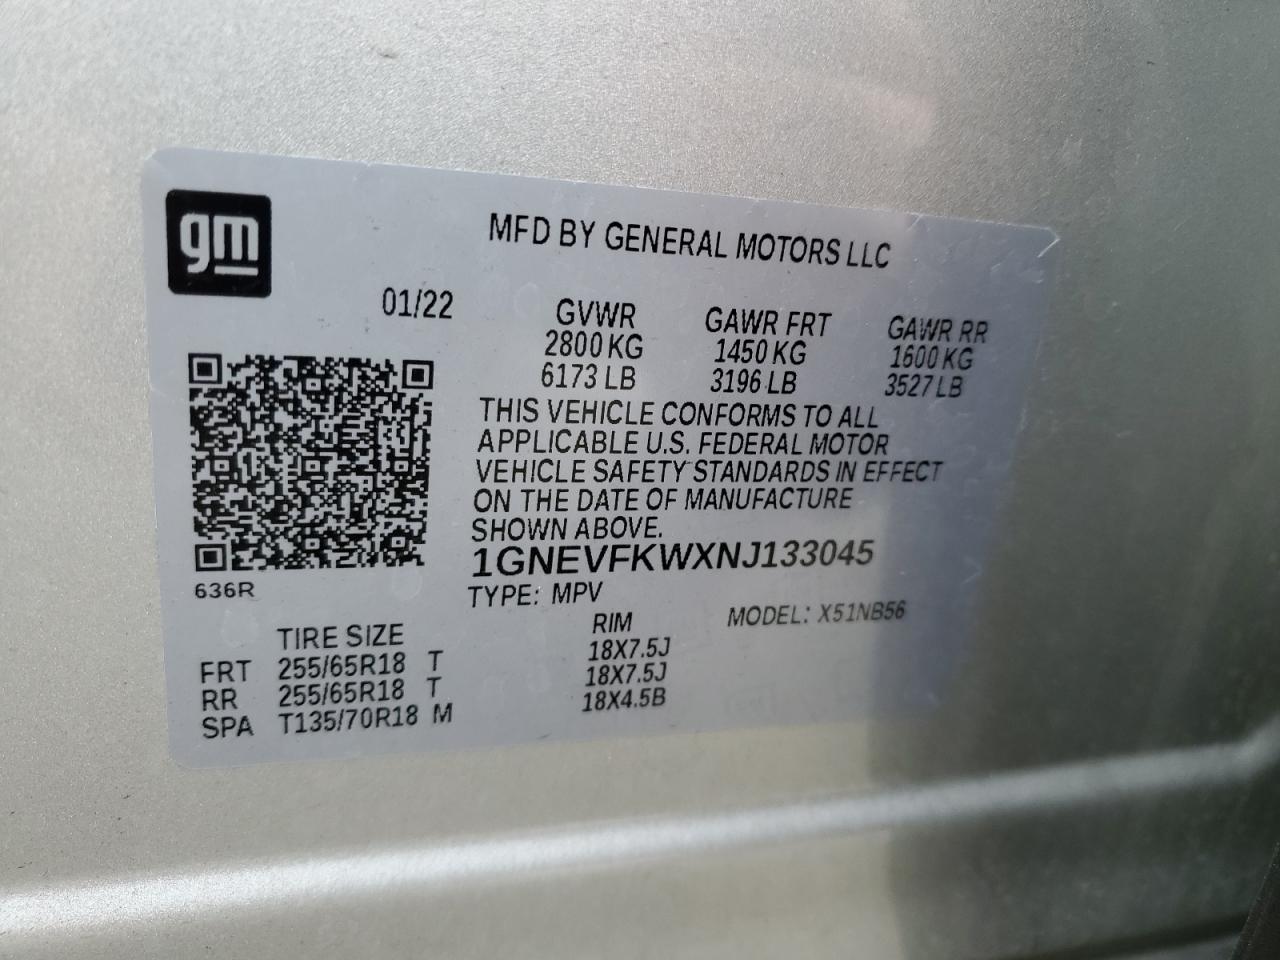 gm
MFD BY GENERAL MOTORS LLC
01/22
GVWR GAWR FRT GAWR RR
2800 KG 1450 KG 1600 KG
6173 LB 3196 LB 3527 LB
THIS VEHICLE CONFORMS TO ALL
APPLICABLE U.S. FEDERAL MOTOR
VEHICLE SAFETY STANDARDS IN EFFECT
ON THE DATE OF MANUFACTURE
SHOWN ABOVE.
1GNEVFKWXNJ133045
636R
TYPE: MPV MODEL: X51NB56
TIRE SIZE RIM
FRT 255/65R18 T 18X7.5J
RR 255/65R18 T 18X7.5J
SPA T135/70R18 M 18X4.5B